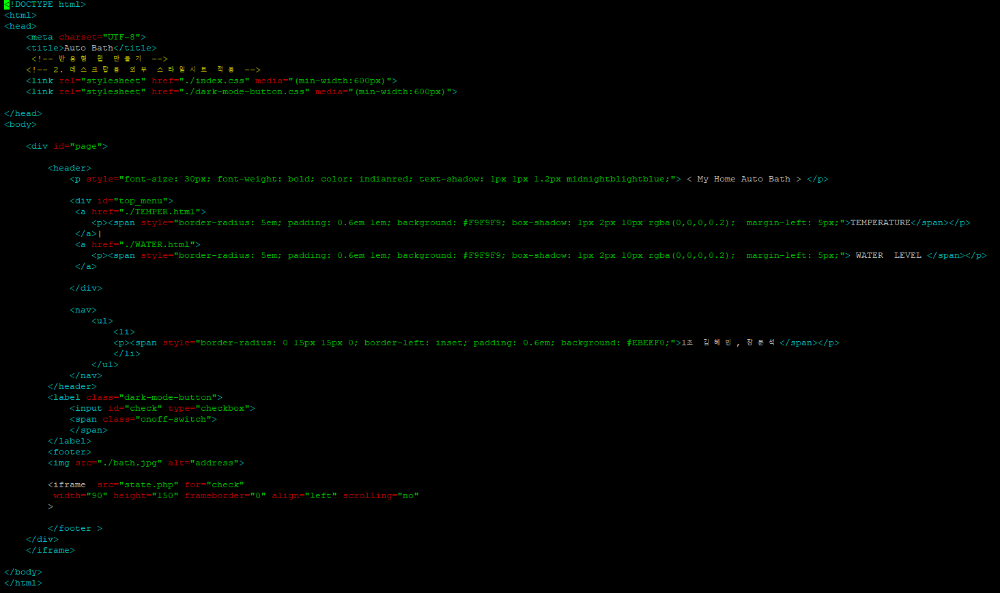 <!DOCTYPE html>
<html>
<head>
    <meta charset="UTF-8">
    <title>Auto Bath</title>
     <!-- 반응형 웹 만들기 -->
    <!-- 2. 데스크탑용 외부 스타일시트 적용 -->
    <link rel="stylesheet" href="./index.css" media="(min-width:600px)">
    <link rel="stylesheet" href="./dark-mode-button.css" media="(min-width:600px)">
</head>
<body>
    <div id="page">
        <header>
            <p style="font-size: 30px; font-weight: bold; color: indianred; text-shadow: 1px 1px 1.2px midnightblightblue;"> < My Home Auto Bath > </p>
            <div id="top_menu">
             <a href="./TEMPER.html">
                <p><span style="border-radius: 5em; padding: 0.6em 1em; background: #F9F9F9; box-shadow: 1px 2px 10px rgba(0,0,0,0.2);  margin-left: 5px;">TEMPERATURE</span></p>
             </a>|
             <a href="./WATER.html">
                <p><span style="border-radius: 5em; padding: 0.6em 1em; background: #F9F9F9; box-shadow: 1px 2px 10px rgba(0,0,0,0.2);  margin-left: 5px;"> WATER  LEVEL </span></p>
             </a>
            </div>
            <nav>
                <ul>
                    <li>
                    <p><span style="border-radius: 0 15px 15px 0; border-left: inset; padding: 0.6em; background: #EBEEF0;">1조 김혜민,장문석</span></p>
                    </li>
                </ul>
            </nav>
        </header>
        <label class="dark-mode-button">
            <input id="check" type="checkbox">
            <span class="onoff-switch">
            </span>
        </label>
        <footer>
        <img src="./bath.jpg" alt="address">
        <iframe  src="state.php" for="check"
         width="90" height="150" frameborder="0" align="left" scrolling="no"
        >
        </footer >
    </div>
    </iframe>
</body>
</html>